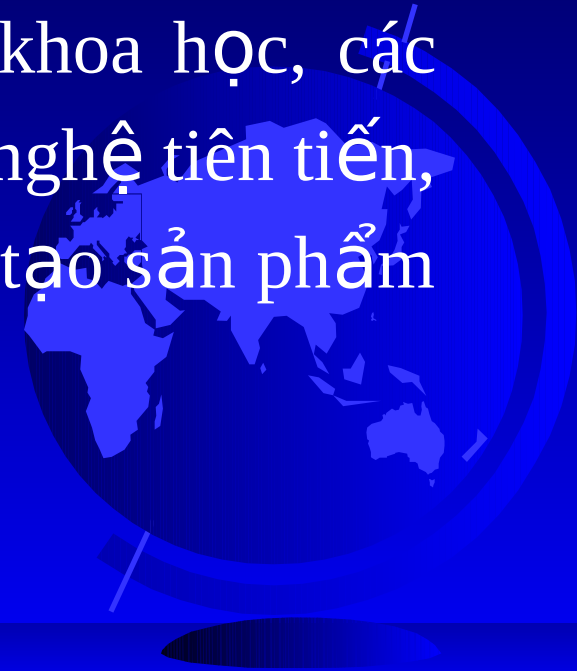 khoa học, các
nghệ tiên tiến,
tạo sản phẩm